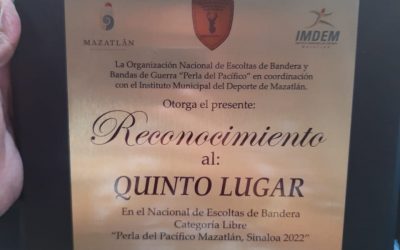 MAZATLÁN
IMDEM
La Organización Nacional de Escoltas de Bandera y
Bandas de Guerra "Perla del Pacífico" en coordinación
con el Instituto Municipal del Deporte de Mazatlán.
Otorga el presente:
Reconocimiento
al:
QUINTO LUGAR
En el Nacional de Escoltas de Bandera
Categoría Libre
"Perla del Pacífico Mazatlán, Sinaloa 2022"